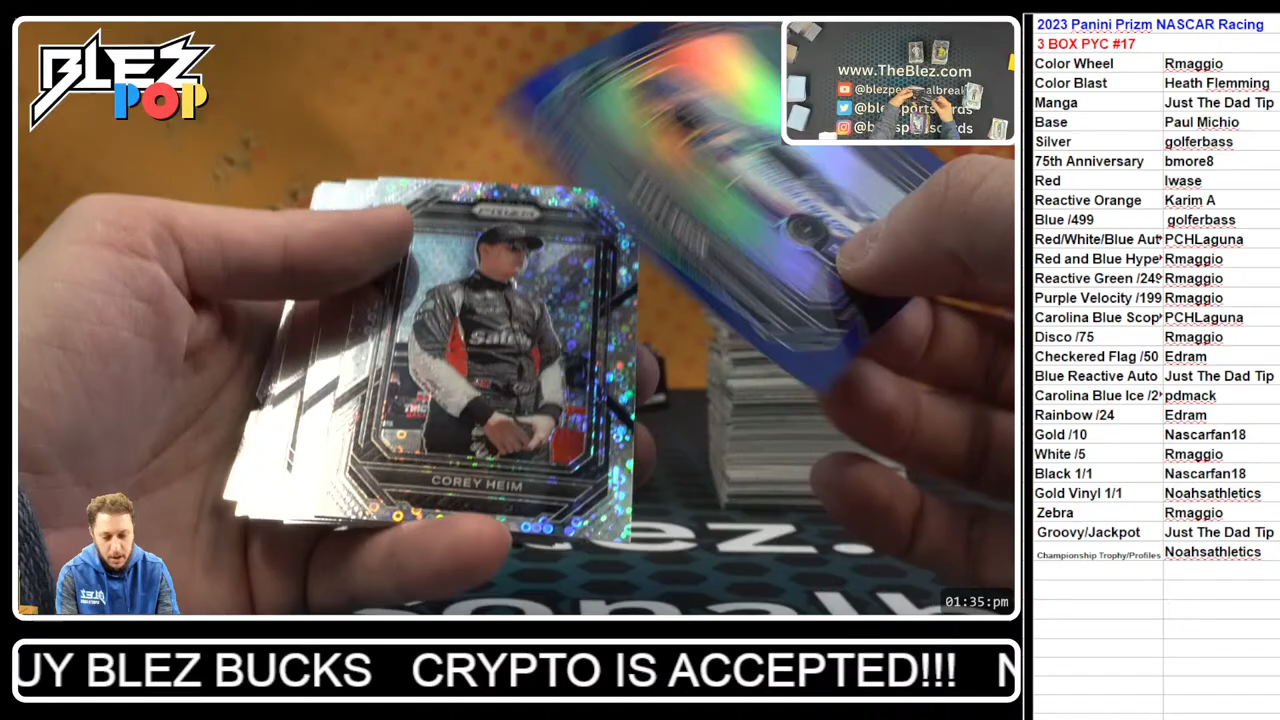 BLEZ
POP
www.TheBlez.com
PRIZM
COREY HEIM
01:35:pm
UY BLEZ BUCKS CRYPTO IS ACCEPTED!!! N
2023 Panini Prizm NASCAR Racing
3 BOX PYC #17
Color Wheel Rmaggio
Color Blast Heath Flemming
Manga Just The Dad Tip
Base Paul Michio
Silver golferbass
75th Anniversary bmore8
Red Iwase
Reactive Orange Karim A
Blue /499 golferbass
Red/White/Blue Aut PCHLaguna
Red and Blue Hype Rmaggio
Reactive Green /249 Rmaggio
Purple Velocity /199 Rmaggio
Carolina Blue Scop PCHLaguna
Disco /75 Rmaggio
Checkered Flag /50 Edram
Blue Reactive Auto Just The Dad Tip
Carolina Blue Ice /2 pdmack
Rainbow /24 Edram
Gold /10 Nascarfan18
White /5 Rmaggio
Black 1/1 Nascarfan18
Gold Vinyl 1/1 Noahsathletics
Zebra Rmaggio
Groovy/Jackpot Just The Dad Tip
Championship Trophy/Profiles Noahsathletics